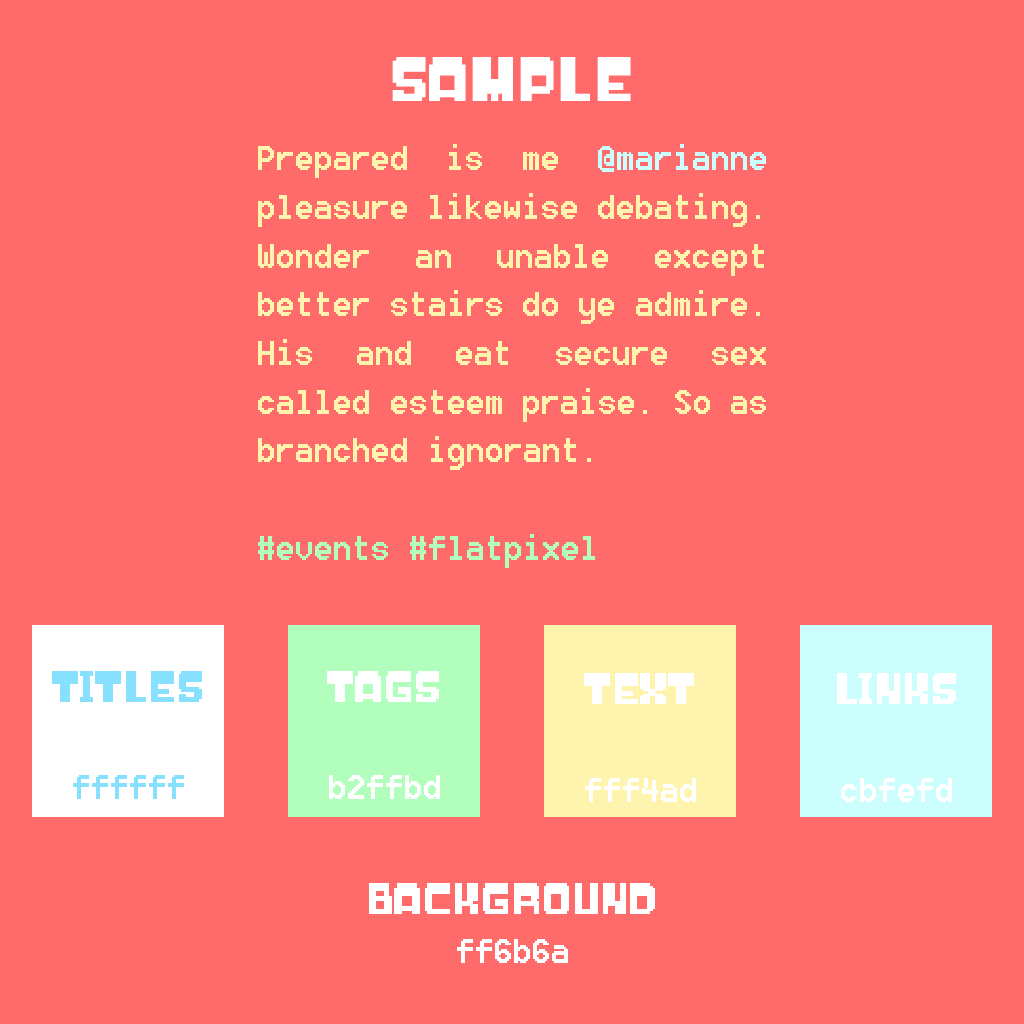 SAMPLE
Prepared is me @marianne
pleasure likewise debating.
Wonder an unable except
better stairs do ye admire.
His and eat secure sex
called esteem praise. So as
branched ignorant.
#events #flatpixel
TITLES
ffffff
TAGS
b2ffbd
TEXT
fff4ad
LINKS
cbfefd
BACKGROUND
ff6b6a